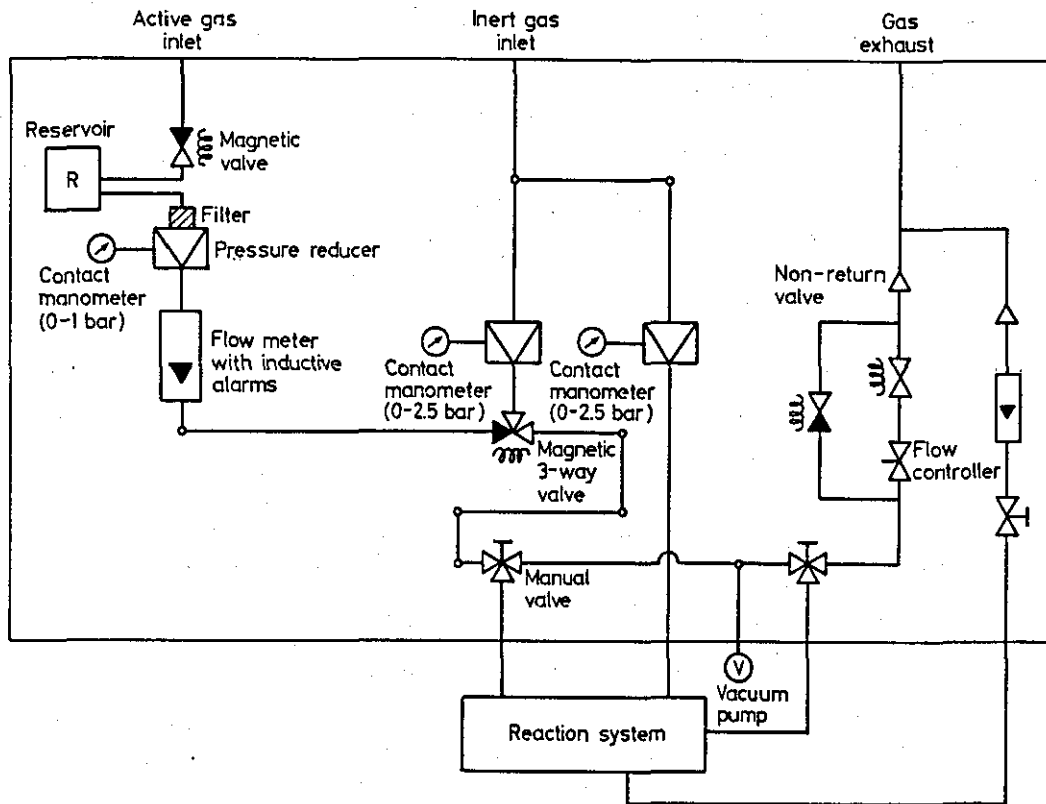 Active gas
inlet
Inert gas
inlet
Gas
exhaust
Reservoir
R
Magnetic
valve
Filter
Pressure reducer
Contact
manometer
(0-1 bar)
Flow meter
with inductive
alarms
Contact
manometer
(0-2.5 bar)
Contact
manometer
(0-2.5 bar)
Magnetic
3-way
valve
Non-return
valve
Flow
controller
Manual
valve
V
Vacuum
pump
Reaction system